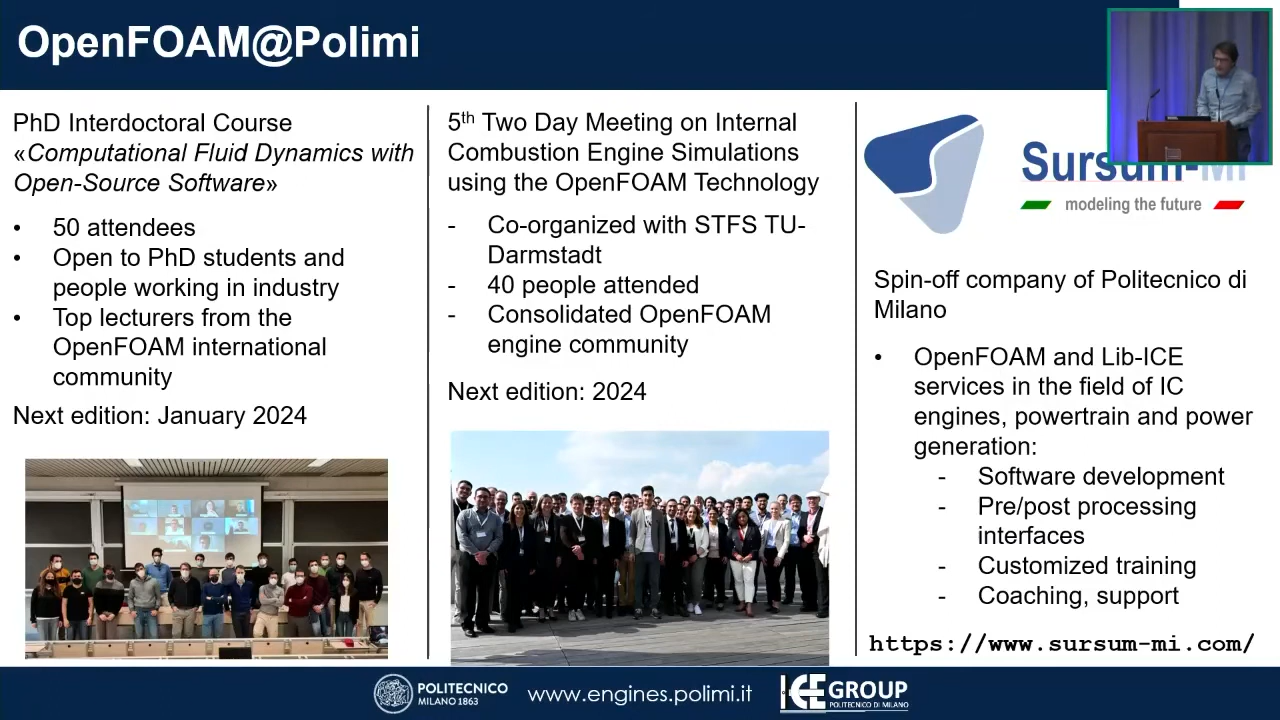 OpenFOAM@Polimi
PhD Interdoctoral Course
«Computational Fluid Dynamics with
Open-Source Software»
• 50 attendees
• Open to PhD students and
people working in industry
• Top lecturers from the
OpenFOAM international
community
Next edition: January 2024
5th Two Day Meeting on Internal
Combustion Engine Simulations
using the OpenFOAM Technology
- Co-organized with STFS TU-
Darmstadt
- 40 people attended
- Consolidated OpenFOAM
engine community
Next edition: 2024
Sursum-MI
modeling the future
Spin-off company of Politecnico di
Milano
• OpenFOAM and Lib-ICE
services in the field of IC
engines, powertrain and power
generation:
- Software development
- Pre/post processing
interfaces
- Customized training
- Coaching, support
https://www.sursum-mi.com/
POLITECNICO
MILANO 1863
www.engines.polimi.it
ICE GROUP
POLITECNICO DI MILANO